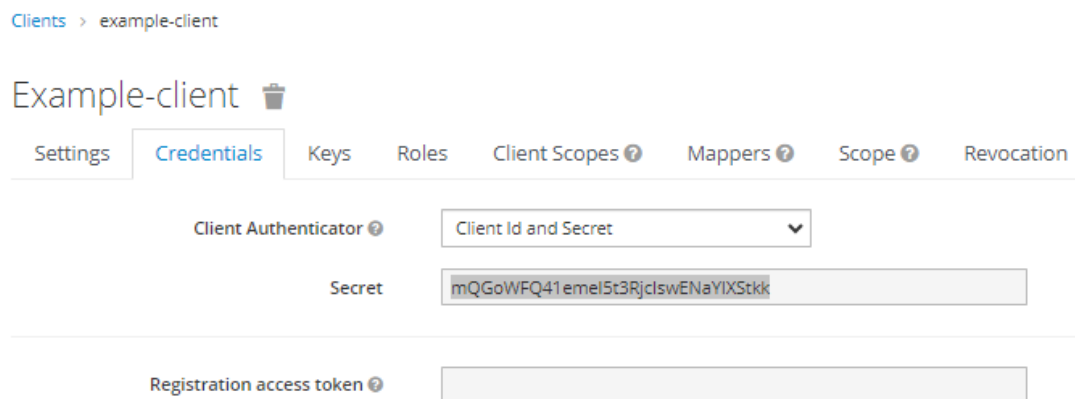 Clients > example-client
Example-client
Settings Credentials Keys Roles Client Scopes Mappers Scope Revocation
Client Authenticator Client Id and Secret
Secret mQGoWFQ41emeI5t3RjcIswENaYIXStkk
Registration access token